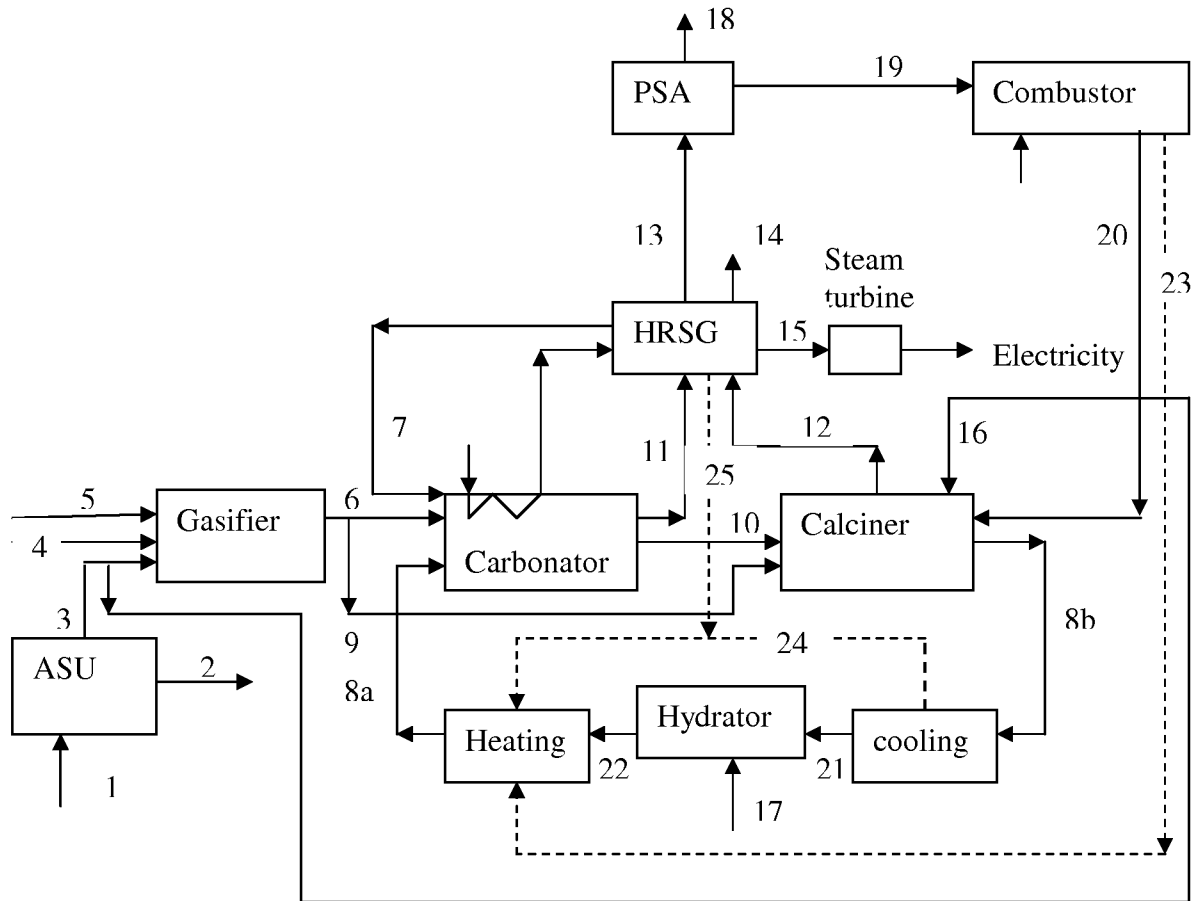 18
PSA
19
Combustor
13
14
20
Steam
turbine
23
HRSG
15
Electricity
7
11
12
16
25
5
Gasifier
6
10
Calciner
4
Carbonator
3
9
24
8b
ASU
2
8a
Hydrator
Heating
cooling
22
21
1
17